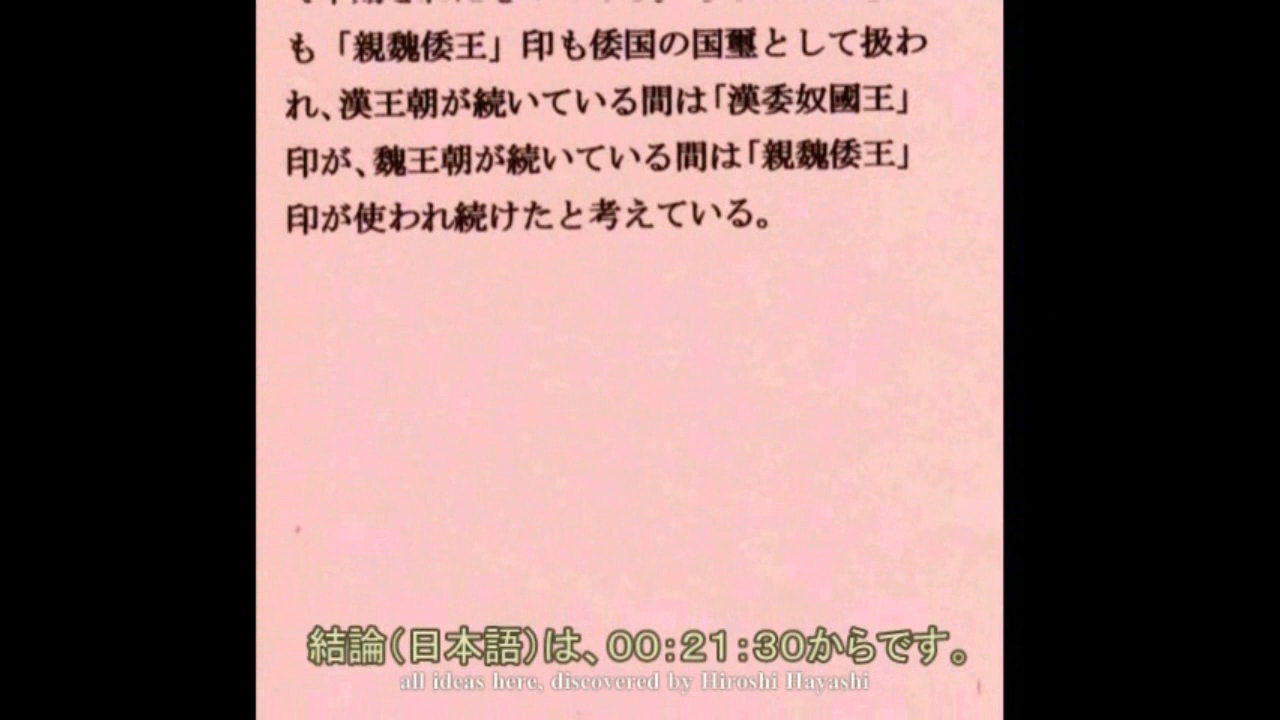 も「親魏倭王」印も倭国の国璽として扱わ
れ、漢王朝が続いている間は「漢委奴國王」
印が、魏王朝が続いている間は「親魏倭王」
印が使われ続けたと考えている。
結論(日本語)は、00:21:30からです。
all ideas here, discovered by Hiroshi Hayashi